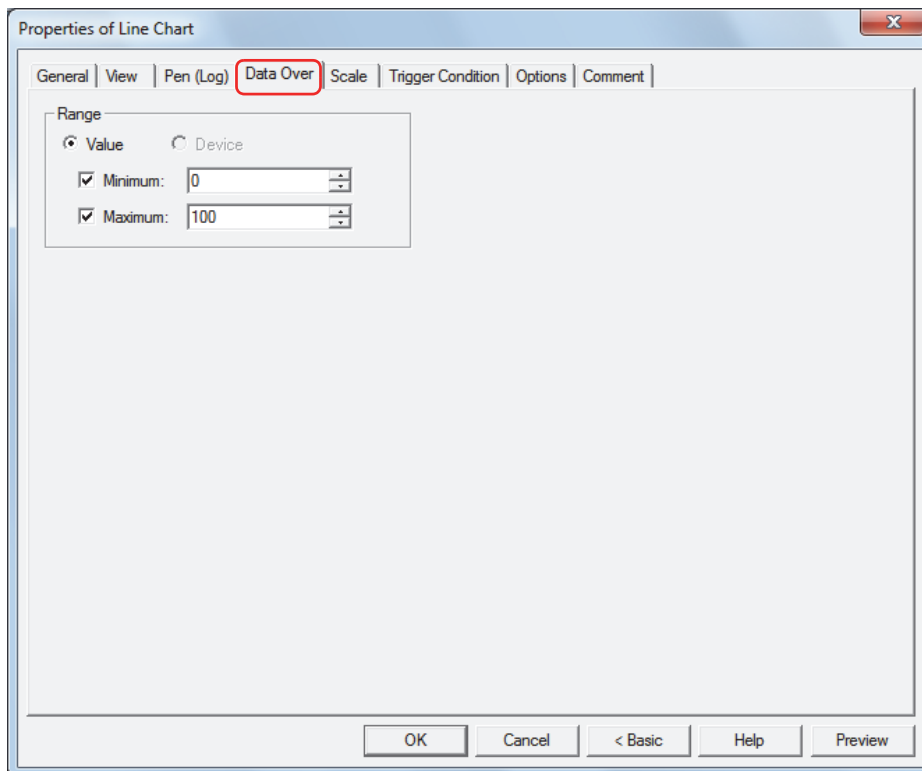 Properties of Line Chart
General View Pen (Log) Data Over Scale Trigger Condition Options Comment
Range
Value Device
Minimum: 0
Maximum: 100
OK Cancel < Basic Help Preview